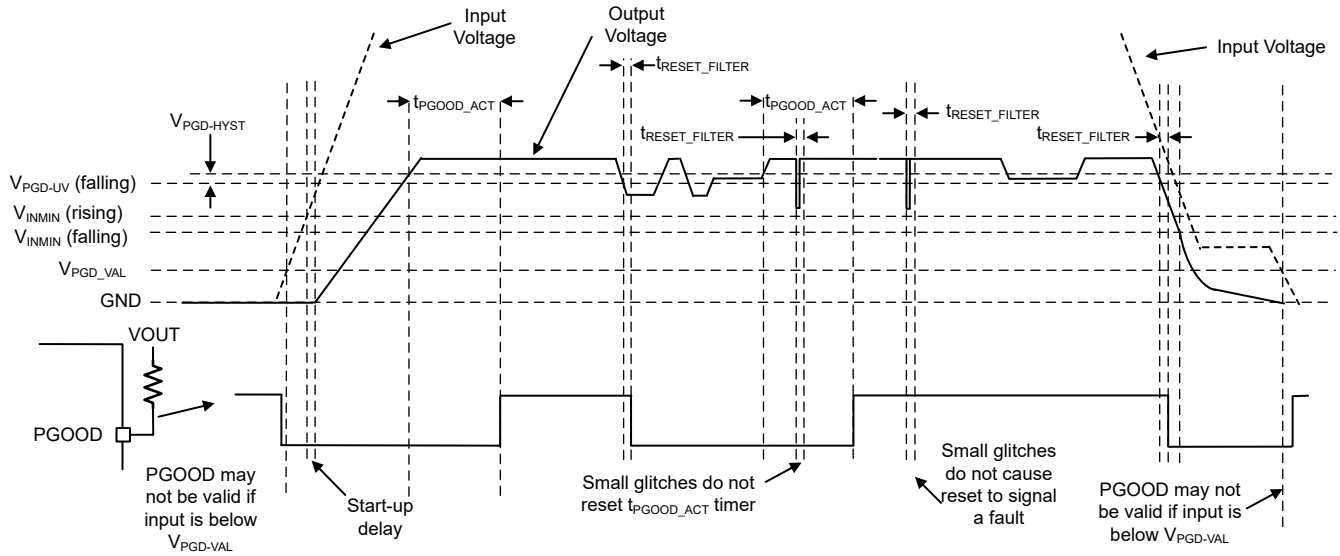 Input
Voltage
Output
Voltage
Input Voltage
tRESET_FILTER
tPGOOD_ACT
tPGOOD_ACT
tRESET_FILTER
tRESET_FILTER
tRESET_FILTER
VPGD-HYST
VPGD-UV (falling)
VINMIN (rising)
VINMIN (falling)
VPGD_VAL
GND
VOUT
PGOOD
PGOOD may
not be valid if
input is below
VPGD-VAL
Start-up
delay
Small glitches do not
reset tPGOOD_ACT timer
Small glitches
do not cause
reset to signal
a fault
PGOOD may not
be valid if input is
below VPGD-VAL